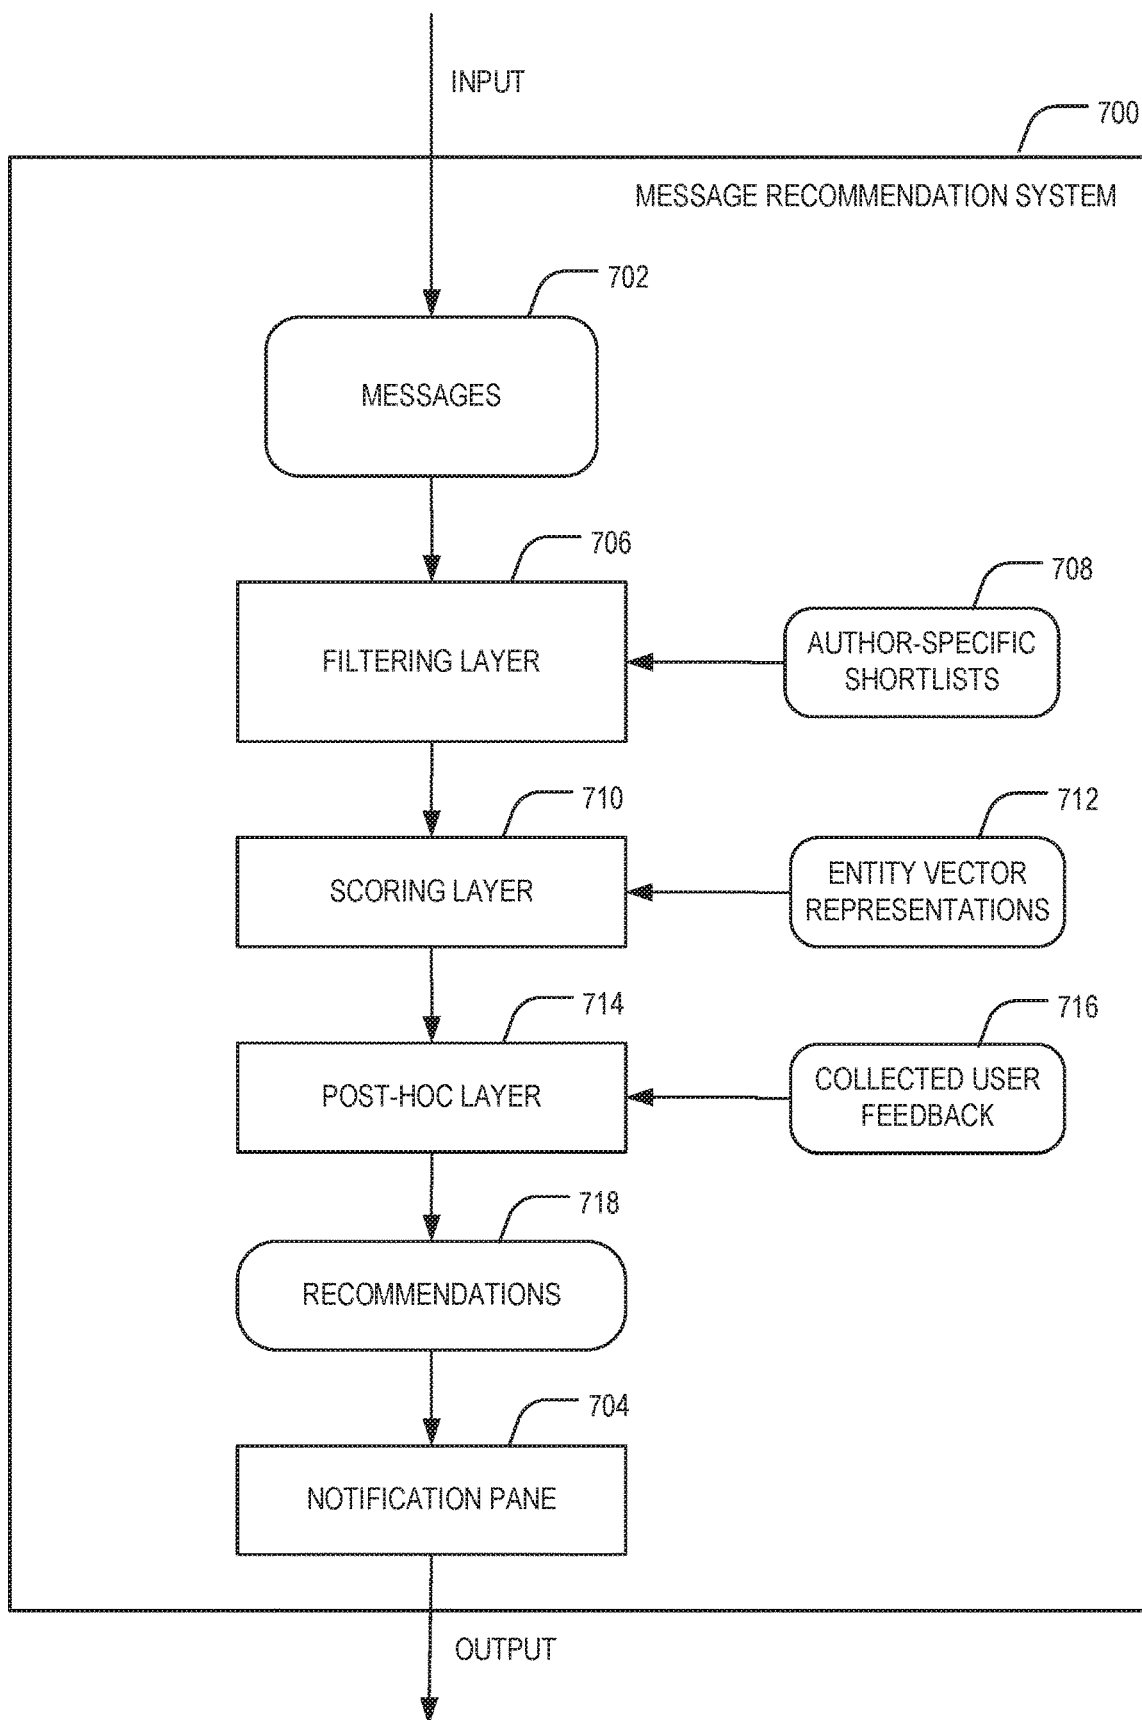 INPUT
700
MESSAGE RECOMMENDATION SYSTEM
702
MESSAGES
706
FILTERING LAYER
708
AUTHOR-SPECIFIC
SHORTLISTS
710
SCORING LAYER
712
ENTITY VECTOR
REPRESENTATIONS
714
POST-HOC LAYER
716
COLLECTED USER
FEEDBACK
718
RECOMMENDATIONS
704
NOTIFICATION PANE
OUTPUT